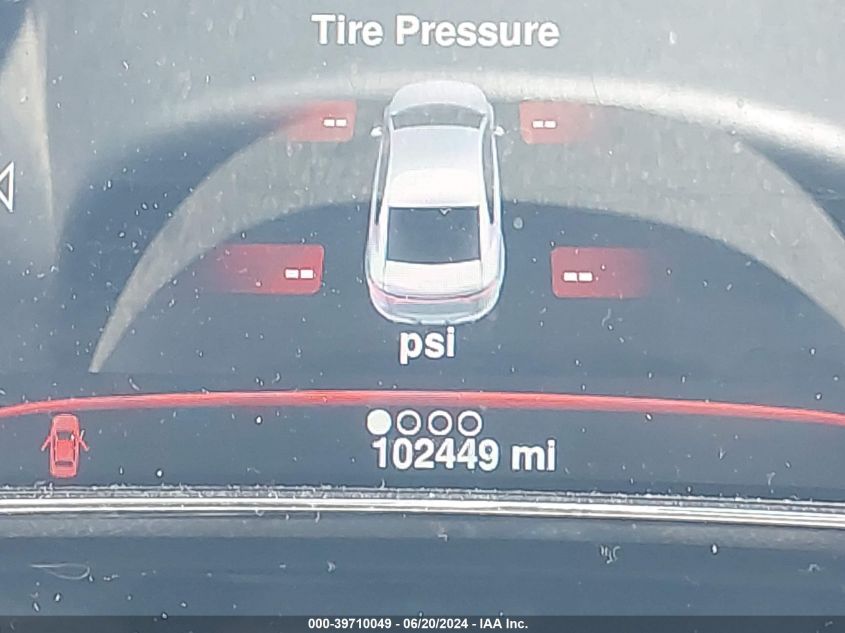 Tire Pressure
-- --
-- --
psi
102449 mi
000-39710049 - 06/20/2024 - IAA Inc.